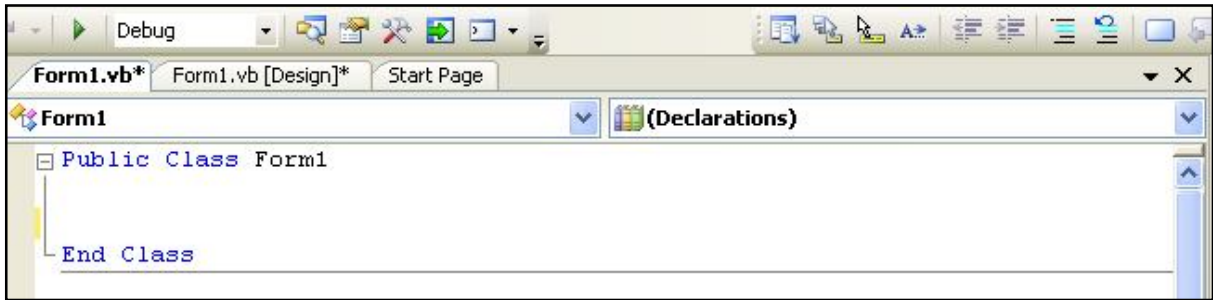 Debug
Form1.vb* Form1.vb [Design]* Start Page
Form1 (Declarations)
Public Class Form1
End Class